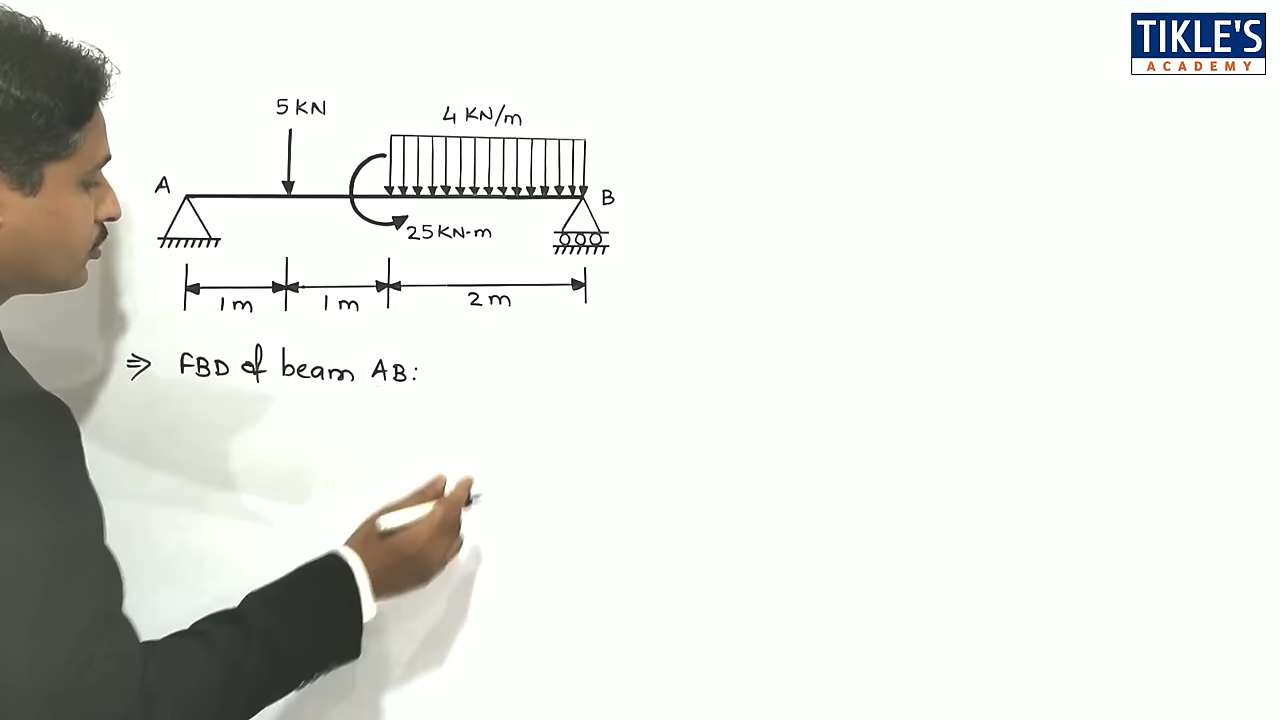 TIKLE'S
ACADEMY
5 KN
4 KN/m
A
B
25 KN·m
1 m
1 m
2 m
⇒ FBD of beam AB: